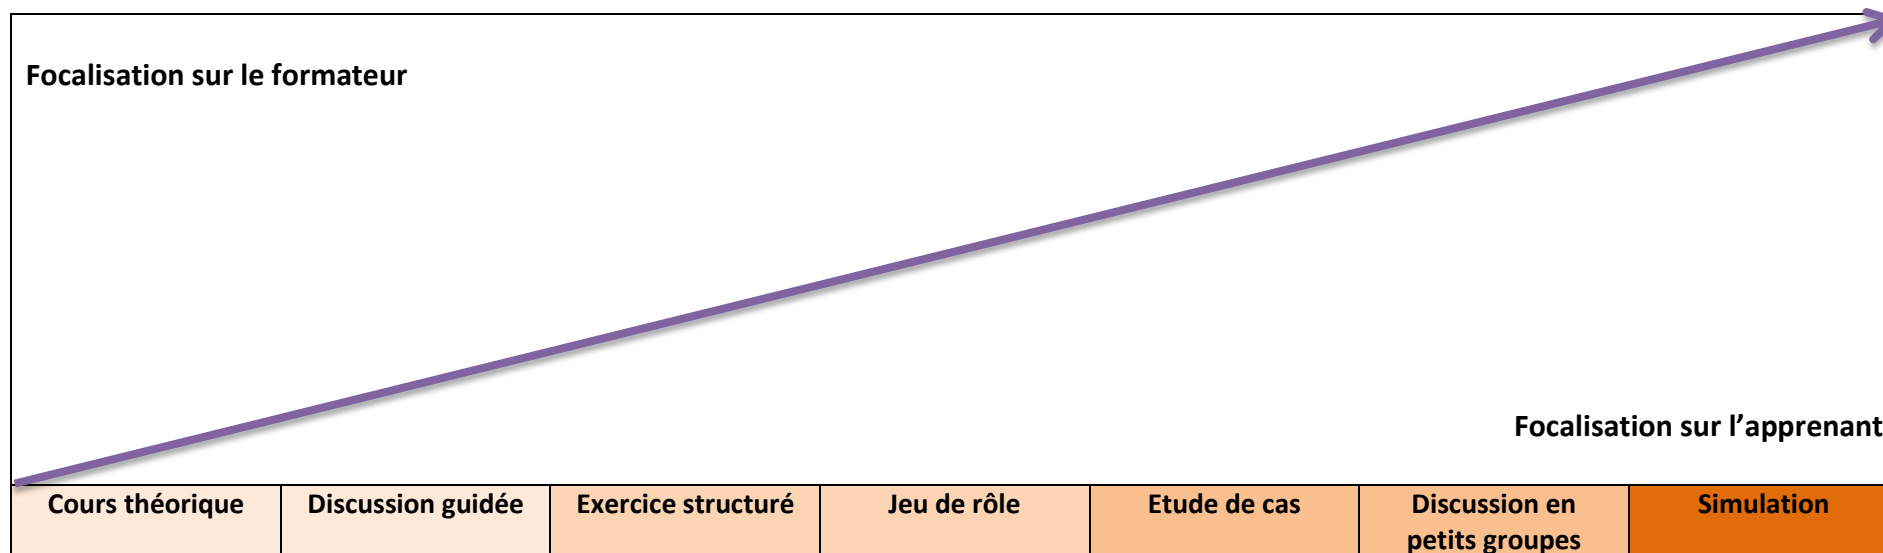 Focalisation sur le formateur
Focalisation sur l’apprenant
Cours théorique
Discussion guidée
Exercice structuré
Jeu de rôle
Etude de cas
Discussion en
petits groupes
Simulation